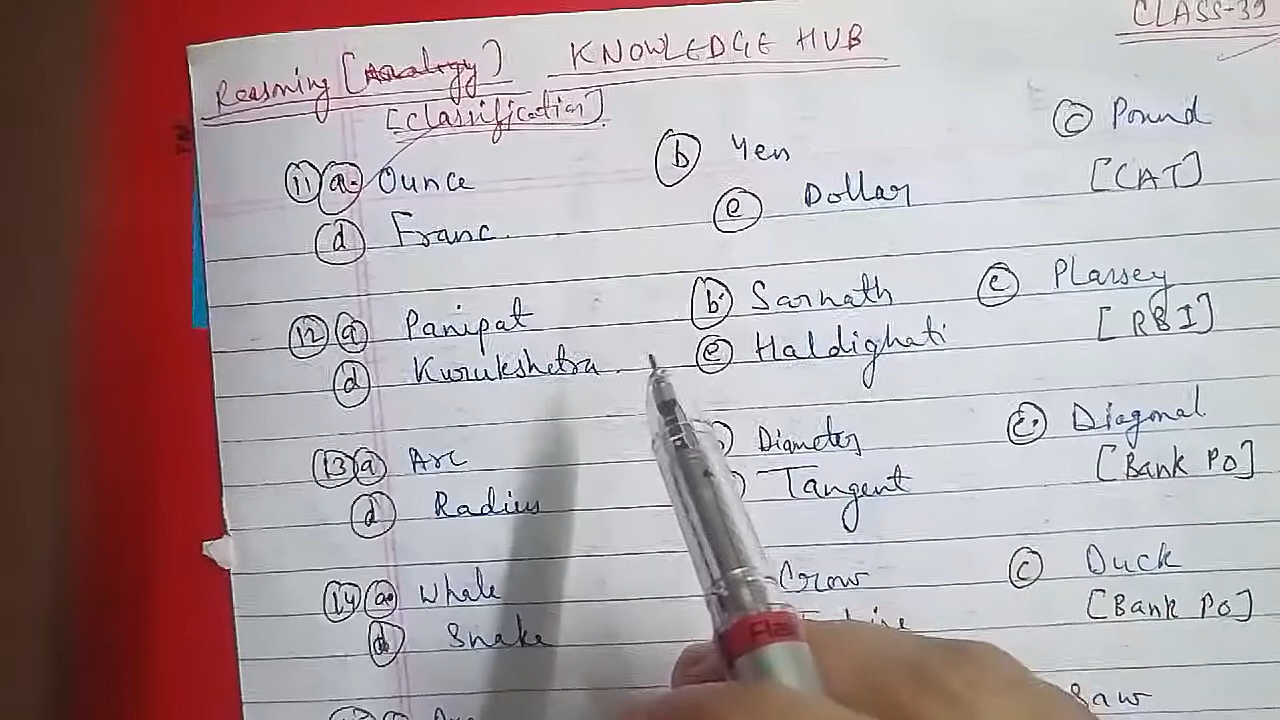 CLASS-39
Reasoning [Analogy] KNOWLEDGE HUB
[Classification]
11 a Ounce b Yen c Pound
d Franc. e Dollar [CAT]
12 a Panipat b Sarnath c Plassey
d Kurukshetra. e Haldighati [RBI]
13 a Arc Diameter c Diagonal
d Radius Tangent [Bank PO]
14 a Whale Crow c Duck
d Snake [Bank PO]
Saw